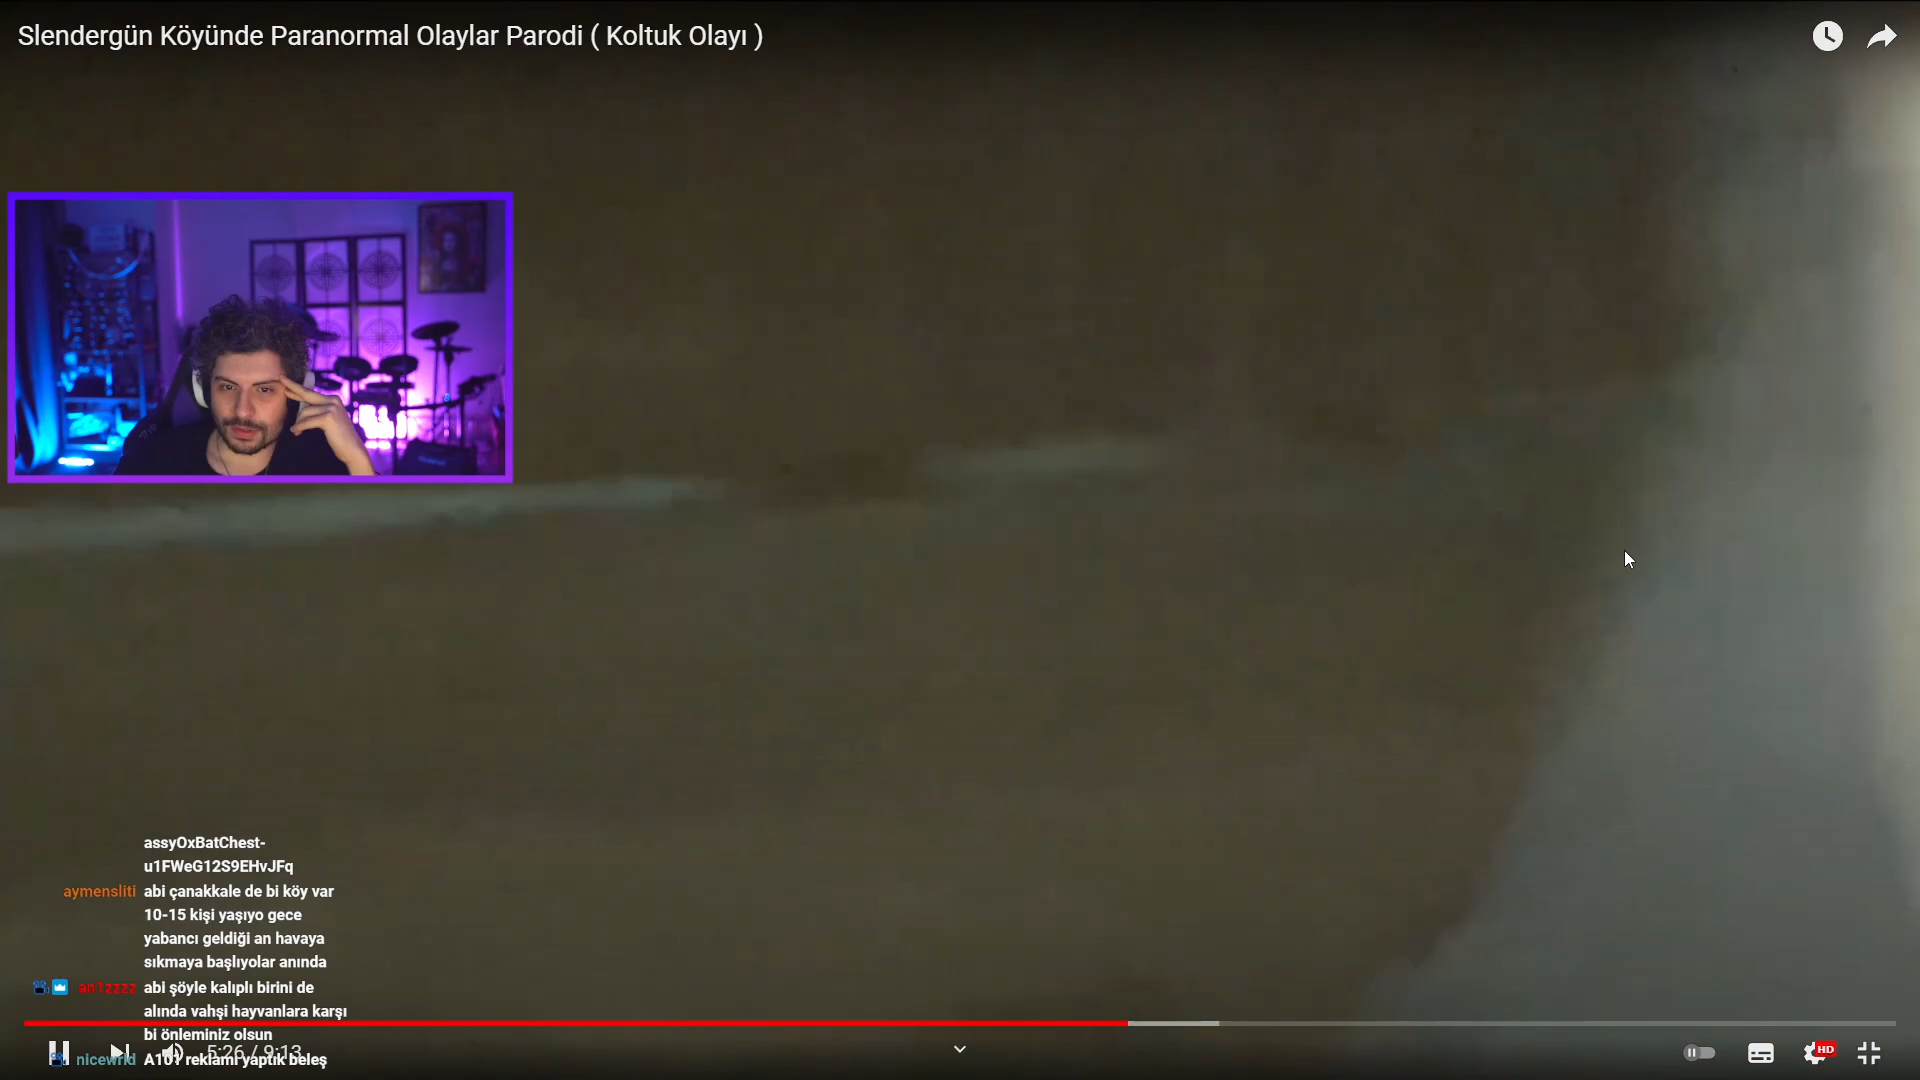 Slendergün Köyünde Paranormal Olaylar Parodi ( Koltuk Olayı )
assyOxBatChest-
u1FWeG12S9EHvJFq
aymensliti abi çanakkale de bi köy var
10-15 kişi yaşıyo gece
yabancı geldiği an havaya
sıkmaya başlıyolar anında
an1zzzz abi şöyle kalıplı birini de
alında vahşi hayvanlara karşı
bi önleminiz olsun
5:26 / 9:13
nicewrld A101 reklamı yaptık beleş
HD